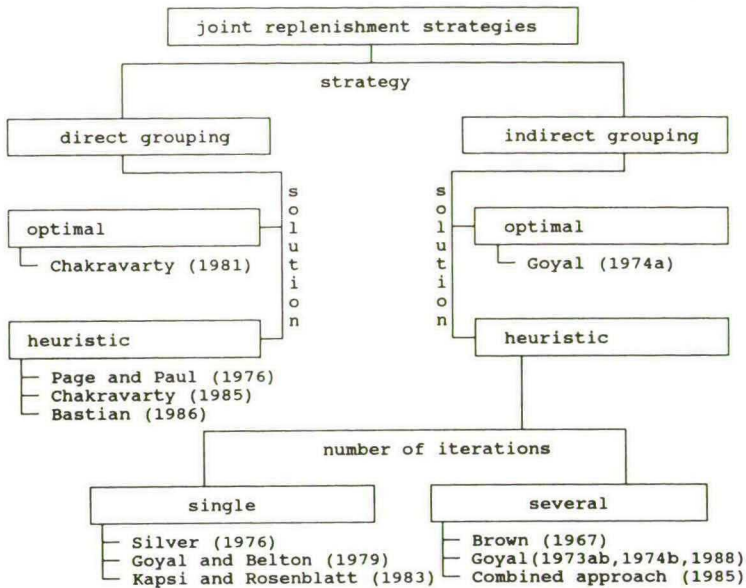 joint replenishment strategies
strategy
direct grouping
indirect grouping
solution
solution
optimal
Chakravarty (1981)
optimal
Goyal (1974a)
heuristic
Page and Paul (1976)
Chakravarty (1985)
Bastian (1986)
heuristic
number of iterations
single
Silver (1976)
Goyal and Belton (1979)
Kapsi and Rosenblatt (1983)
several
Brown (1967)
Goyal(1973ab,1974b,1988)
Combined approach (1985)